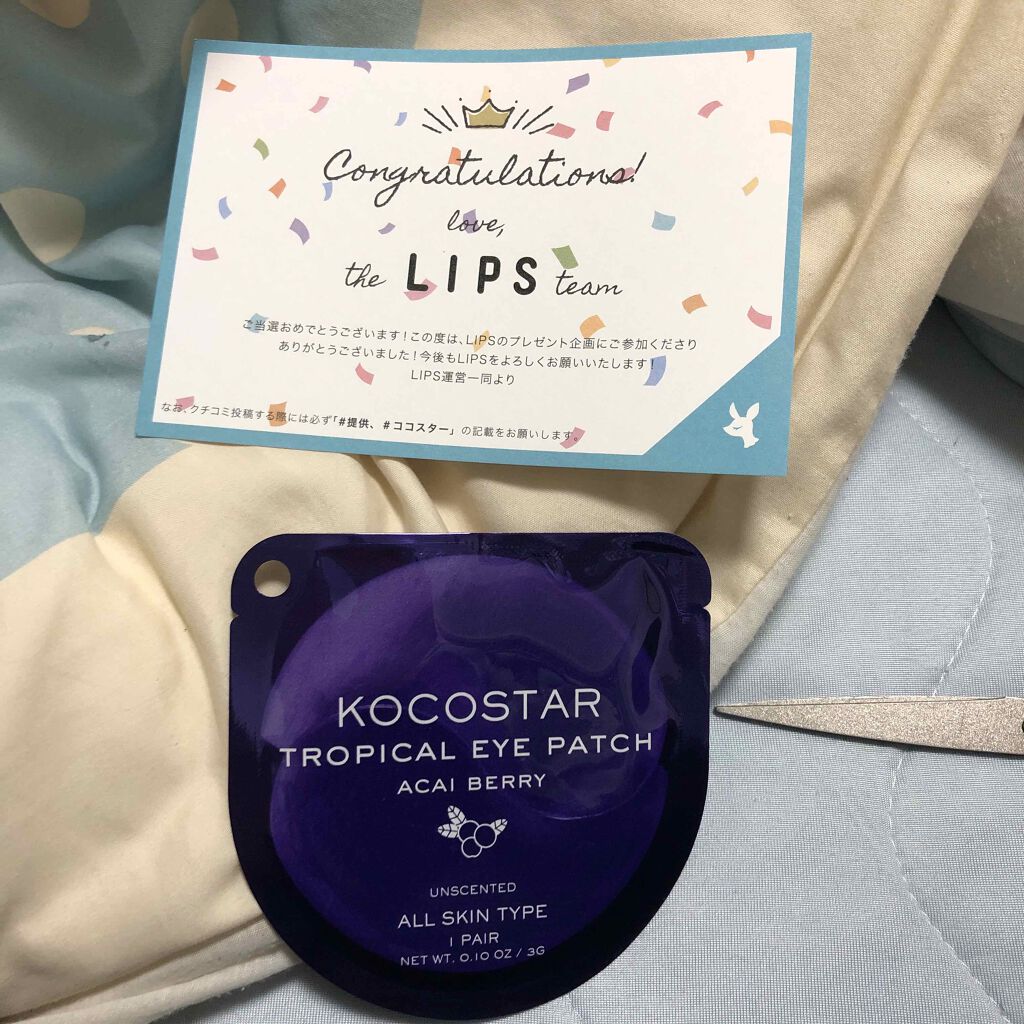 Congratulations!
love,
the LIPS team
ご当選おめでとうございます！この度は、LIPSのプレゼント企画にご参加くださり
ありがとうございました！今後もLIPSをよろしくお願いいたします！
LIPS運営一同より
なお、クチコミ投稿する際には必ず「#提供、#ココスター」の記載をお願いします。
KOCOSTAR
TROPICAL EYE PATCH
ACAI BERRY
UNSCENTED
ALL SKIN TYPE
1 PAIR
NET WT. 0.10 OZ / 3G